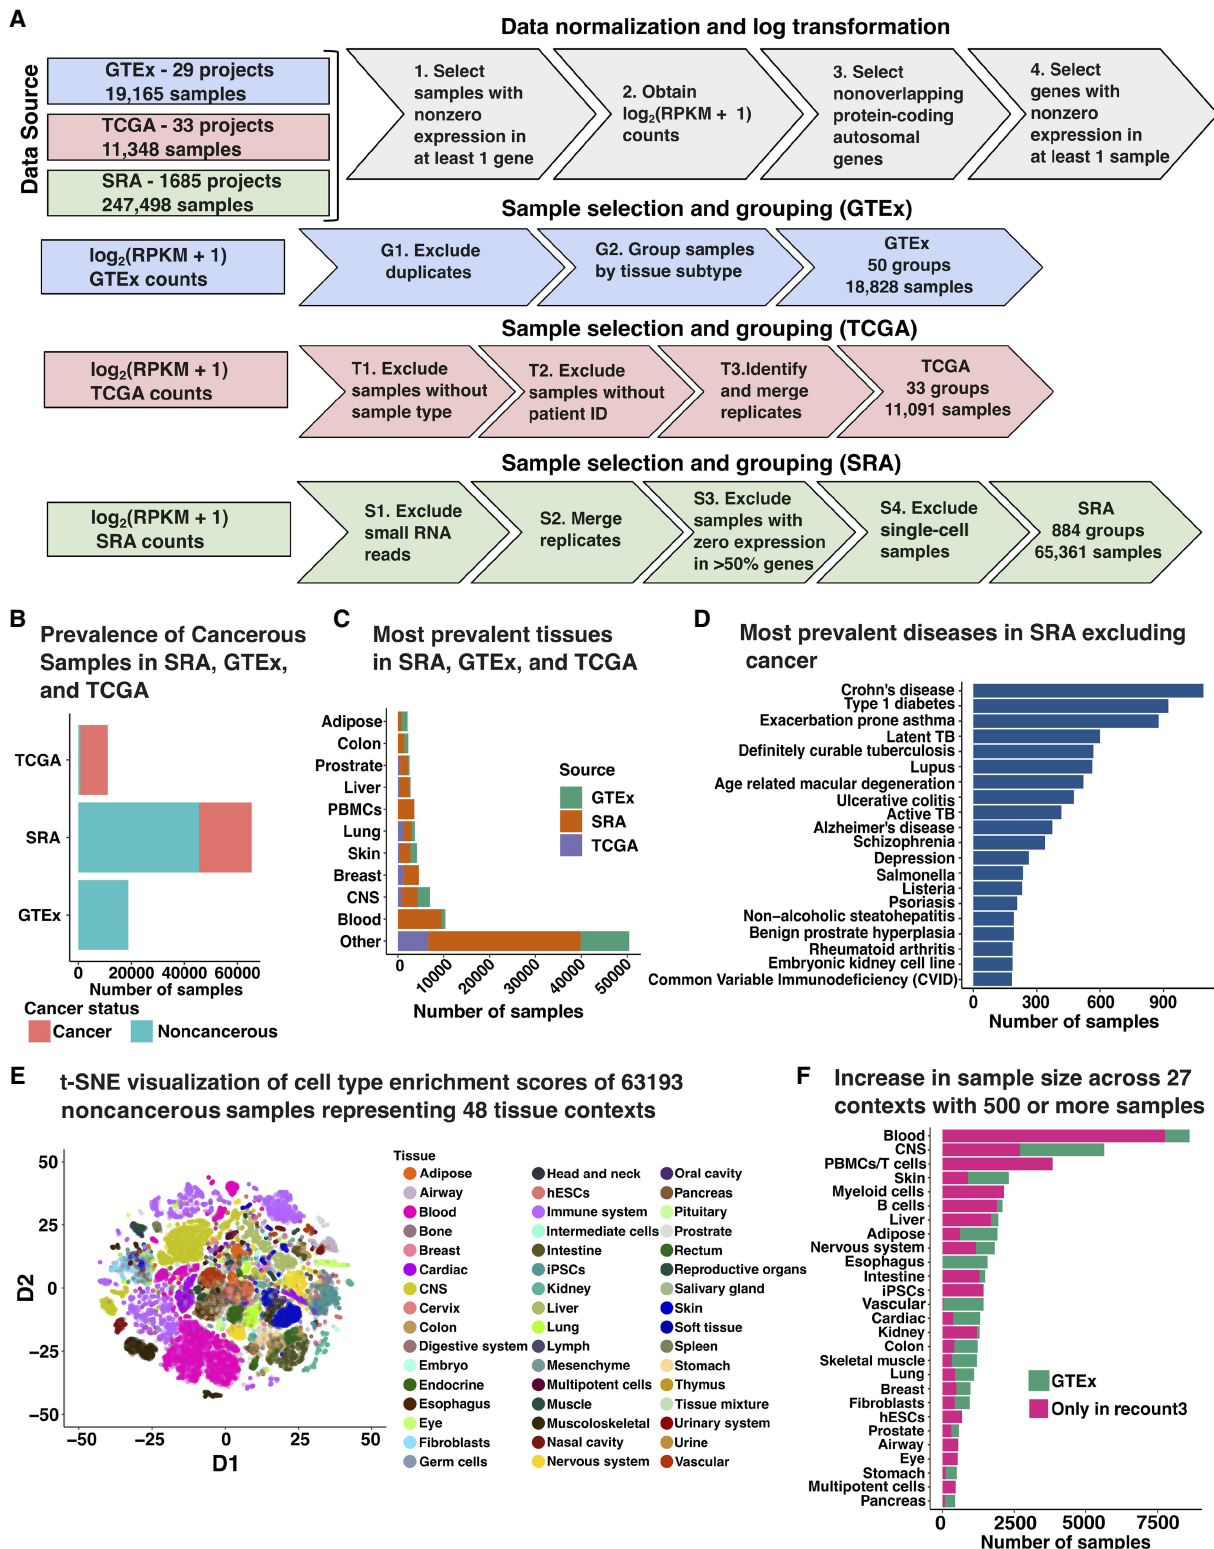 A
Data normalization and log transformation
Data Source
GTEx - 29 projects
19,165 samples
TCGA - 33 projects
11,348 samples
SRA - 1685 projects
247,498 samples
1. Select
samples with
nonzero
expression in
at least 1 gene
2. Obtain
log2(RPKM + 1)
counts
3. Select
nonoverlapping
protein-coding
autosomal
genes
4. Select
genes with
nonzero
expression in
at least 1 sample
Sample selection and grouping (GTEx)
log2(RPKM + 1)
GTEx counts
G1. Exclude
duplicates
G2. Group samples
by tissue subtype
GTEx
50 groups
18,828 samples
Sample selection and grouping (TCGA)
log2(RPKM + 1)
TCGA counts
T1. Exclude
samples without
sample type
T2. Exclude
samples without
patient ID
T3.Identify
and merge
replicates
TCGA
33 groups
11,091 samples
Sample selection and grouping (SRA)
log2(RPKM + 1)
SRA counts
S1. Exclude
small RNA
reads
S2. Merge
replicates
S3. Exclude
samples with
zero expression
in >50% genes
S4. Exclude
single-cell
samples
SRA
884 groups
65,361 samples
B
Prevalence of Cancerous
Samples in SRA, GTEx,
and TCGA
TCGA
SRA
GTEx
0 20000 40000 60000
Number of samples
Cancer status
Cancer Noncancerous
C
Most prevalent tissues
in SRA, GTEx, and TCGA
Adipose
Colon
Prostrate
Liver
PBMCs
Lung
Skin
Breast
CNS
Blood
Other
0 10000 20000 30000 40000 50000
Number of samples
Source
GTEx
SRA
TCGA
D
Most prevalent diseases in SRA excluding
cancer
Crohn's disease
Type 1 diabetes
Exacerbation prone asthma
Latent TB
Definitely curable tuberculosis
Lupus
Age related macular degeneration
Ulcerative colitis
Active TB
Alzheimer's disease
Schizophrenia
Depression
Salmonella
Listeria
Psoriasis
Non−alcoholic steatohepatitis
Benign prostrate hyperplasia
Rheumatoid arthritis
Embryonic kidney cell line
Common Variable Immunodeficiency (CVID)
0 300 600 900
Number of samples
E
t-SNE visualization of cell type enrichment scores of 63193
noncancerous samples representing 48 tissue contexts
50
25
0
−25
−50
D2
−50 −25 0 25 50
D1
Tissue
Adipose
Airway
Blood
Bone
Breast
Cardiac
CNS
Cervix
Colon
Digestive system
Embryo
Endocrine
Esophagus
Eye
Fibroblasts
Germ cells
Head and neck
hESCs
Immune system
Intermediate cells
Intestine
iPSCs
Kidney
Liver
Lung
Lymph
Mesenchyme
Multipotent cells
Muscle
Muscoloskeletal
Nasal cavity
Nervous system
Oral cavity
Pancreas
Pituitary
Prostrate
Rectum
Reproductive organs
Salivary gland
Skin
Soft tissue
Spleen
Stomach
Thymus
Tissue mixture
Urinary system
Urine
Vascular
F
Increase in sample size across 27
contexts with 500 or more samples
Blood
CNS
PBMCs/T cells
Skin
Myeloid cells
B cells
Liver
Adipose
Nervous system
Esophagus
Intestine
iPSCs
Vascular
Cardiac
Kidney
Colon
Skeletal muscle
Lung
Breast
Fibroblasts
hESCs
Prostate
Airway
Eye
Stomach
Multipotent cells
Pancreas
0 2500 5000 7500
Number of samples
GTEx
Only in recount3